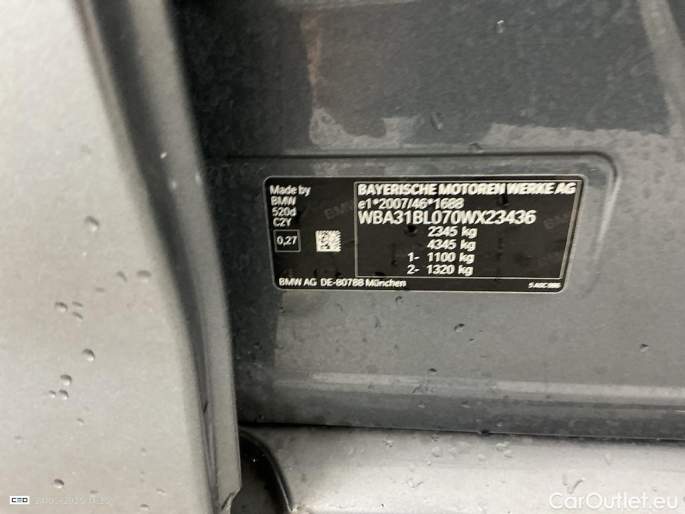 Made by
BMW
520d
C2Y
0,27
BAYERISCHE MOTOREN WERKE AG
e1*2007/46*1688
WBA31BL070WX23436
2345 kg
4345 kg
1- 1100 kg
2- 1320 kg
BMW AG DE-80788 München
CarOutlet.eu